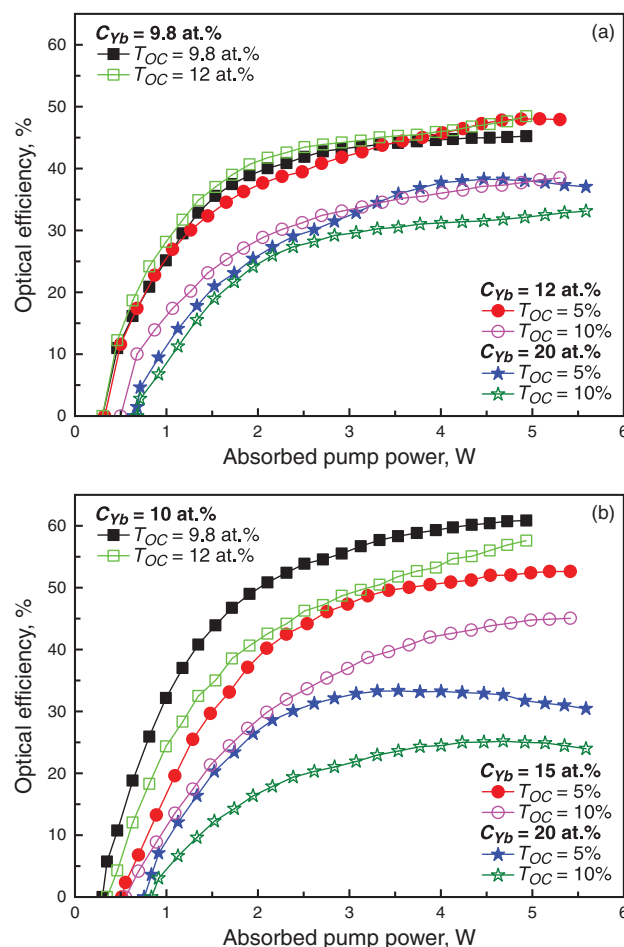 (a)
C_Yb = 9.8 at.%
T_OC = 9.8 at.%
T_OC = 12 at.%
60
50
40
30
20
10
0
Optical efficiency, %
C_Yb = 12 at.%
T_OC = 5%
T_OC = 10%
C_Yb = 20 at.%
T_OC = 5%
T_OC = 10%
0 1 2 3 4 5 6
Absorbed pump power, W
(b)
C_Yb = 10 at.%
T_OC = 9.8 at.%
T_OC = 12 at.%
60
50
40
30
20
10
0
Optical efficiency, %
C_Yb = 15 at.%
T_OC = 5%
T_OC = 10%
C_Yb = 20 at.%
T_OC = 5%
T_OC = 10%
0 1 2 3 4 5 6
Absorbed pump power, W